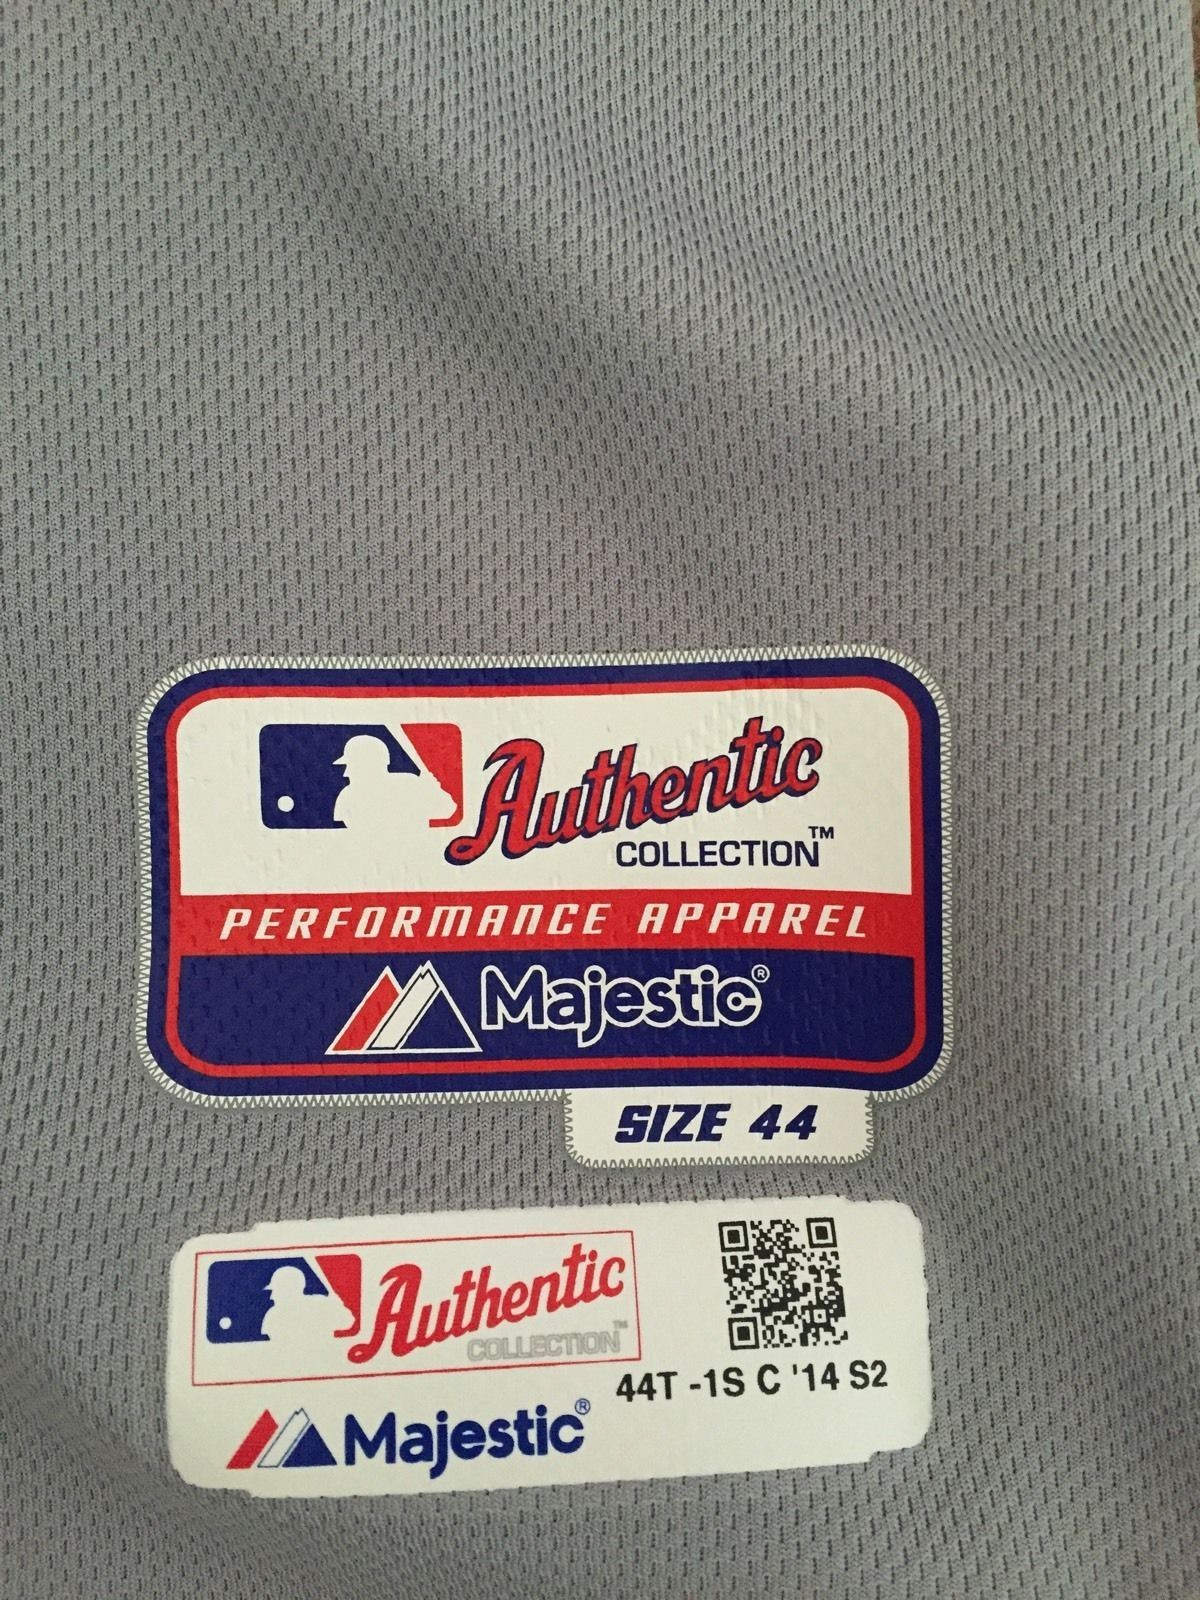 Authentic
COLLECTION™
PERFORMANCE APPAREL
Majestic®
SIZE 44
Authentic
COLLECTION™
44T -1S C '14 S2
Majestic®